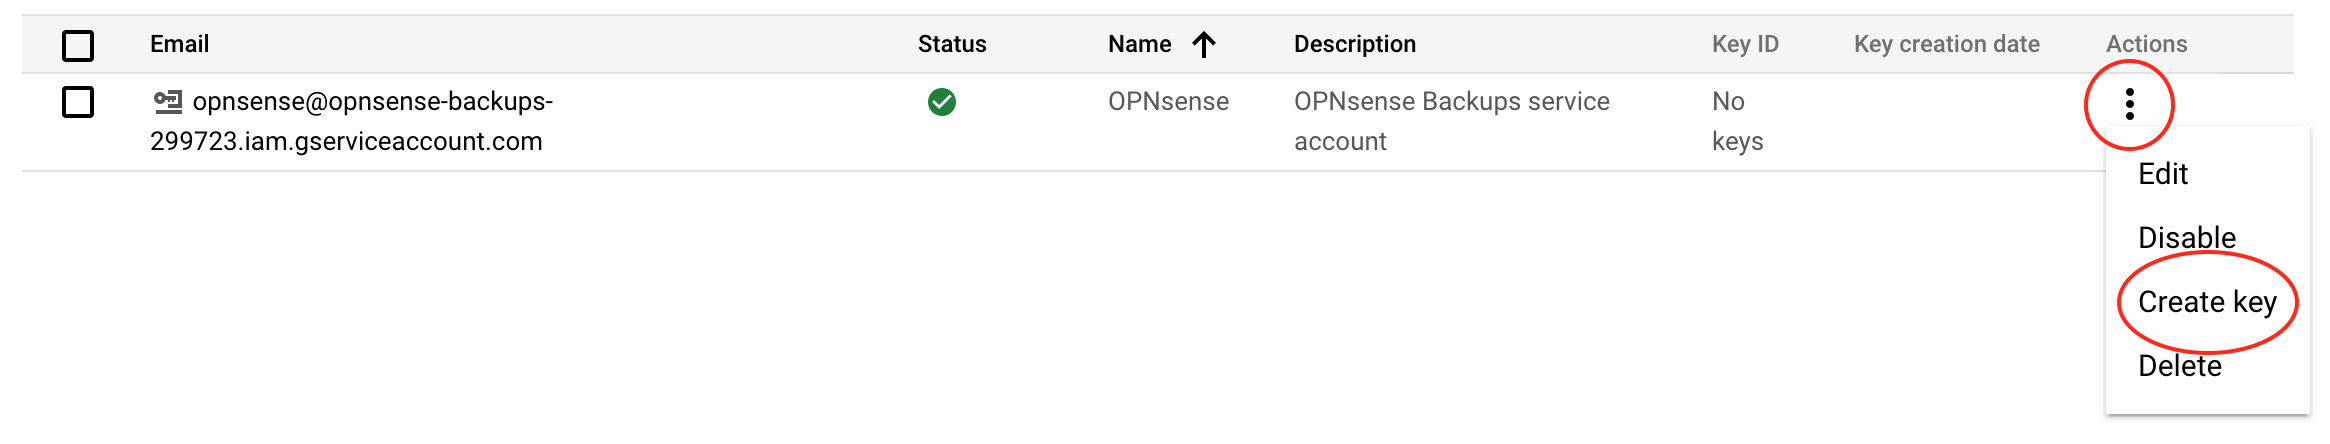 Email Status Name Description Key ID Key creation date Actions
opnsense@opnsense-backups- OPNsense OPNsense Backups service No
299723.iam.gserviceaccount.com account keys
Edit
Disable
Create key
Delete